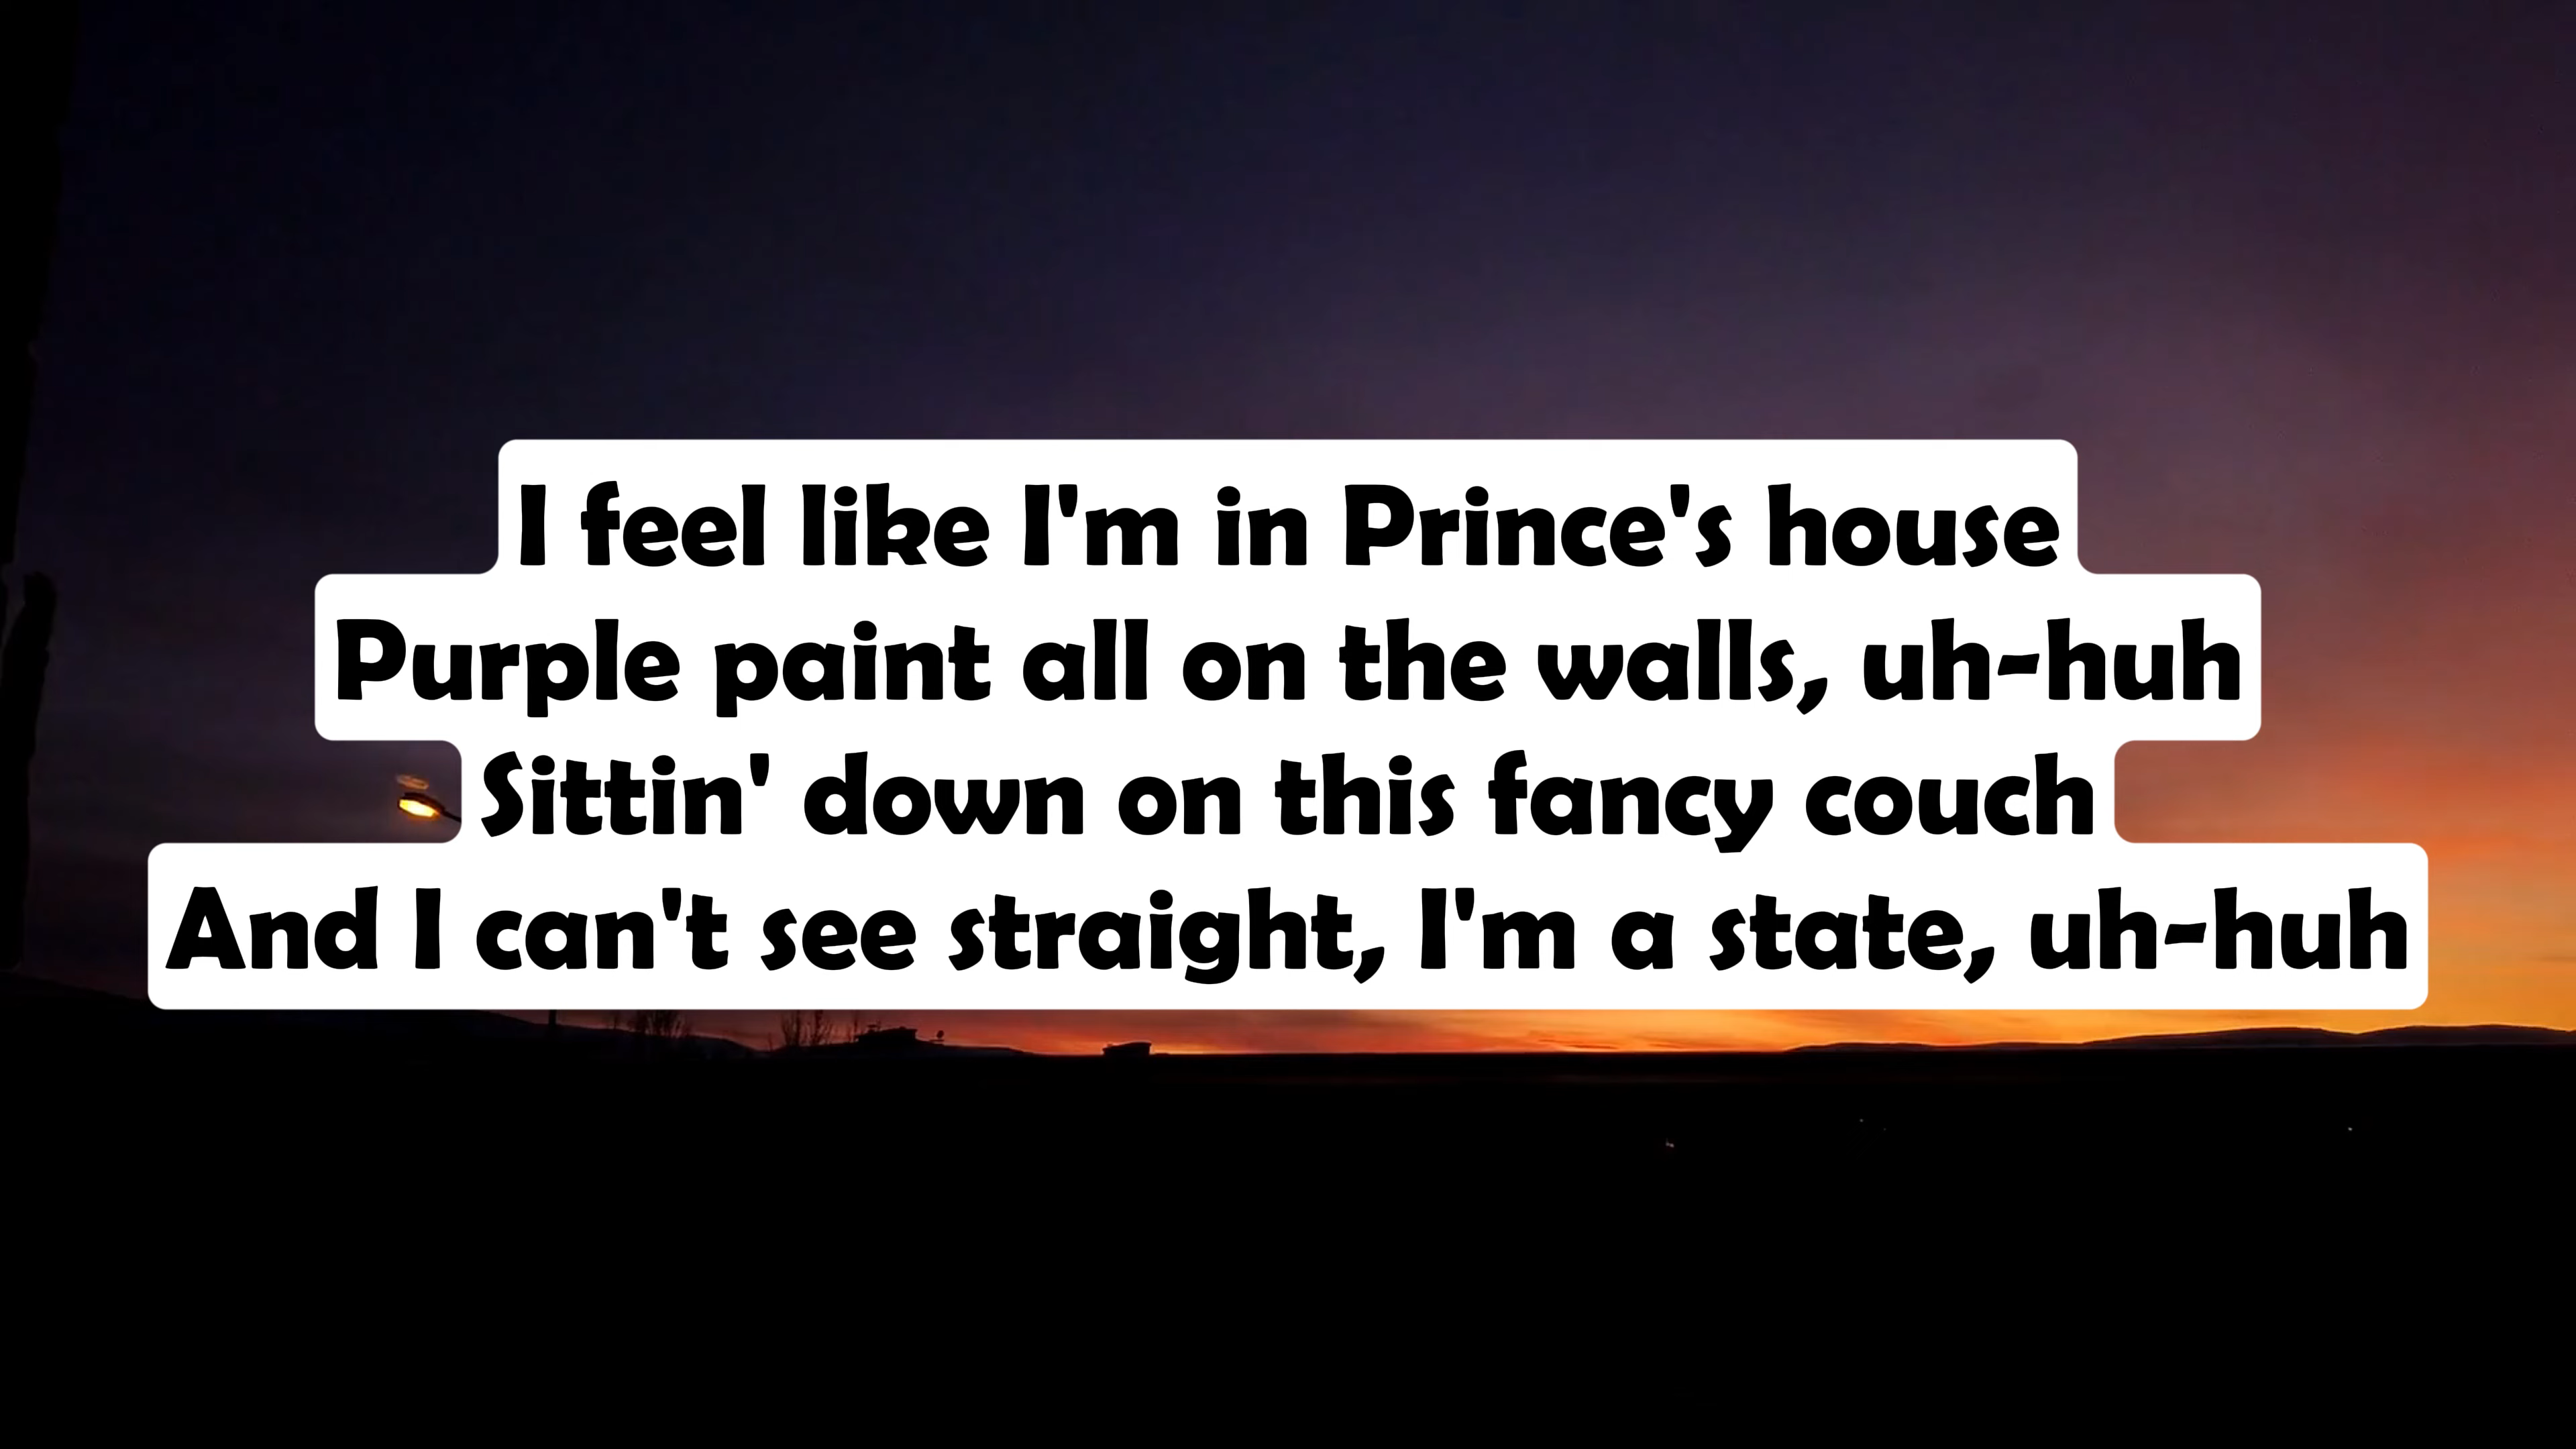 I feel like I'm in Prince's house
Purple paint all on the walls, uh-huh
Sittin' down on this fancy couch
And I can't see straight, I'm a state, uh-huh